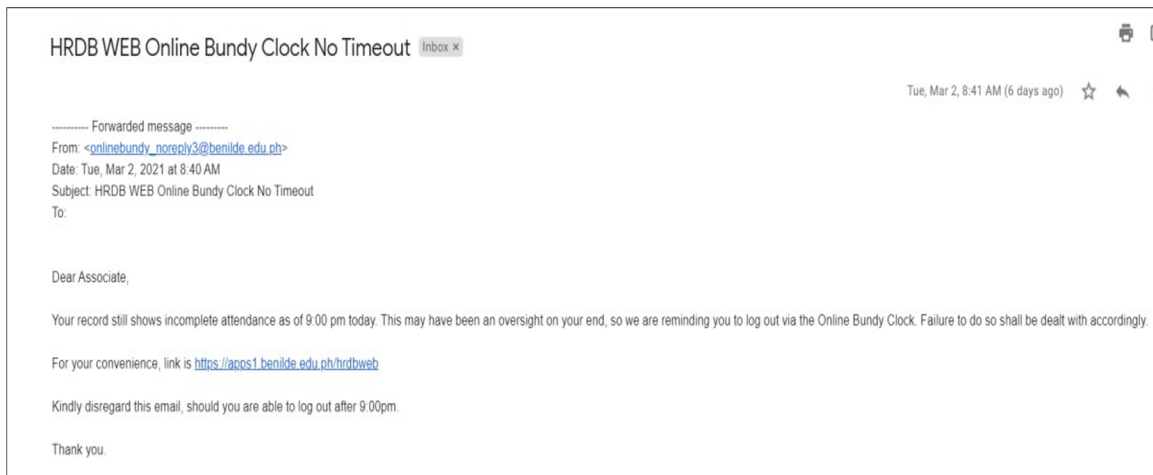 HRDB WEB Online Bundy Clock No Timeout Inbox ×
Tue, Mar 2, 8:41 AM (6 days ago)
---------- Forwarded message ---------
From: <onlinebundy_noreply3@benilde.edu.ph>
Date: Tue, Mar 2, 2021 at 8:40 AM
Subject: HRDB WEB Online Bundy Clock No Timeout
To:
Dear Associate,
Your record still shows incomplete attendance as of 9:00 pm today. This may have been an oversight on your end, so we are reminding you to log out via the Online Bundy Clock. Failure to do so shall be dealt with accordingly.
For your convenience, link is https://apps1.benilde.edu.ph/hrdbweb
Kindly disregard this email, should you are able to log out after 9:00pm.
Thank you.